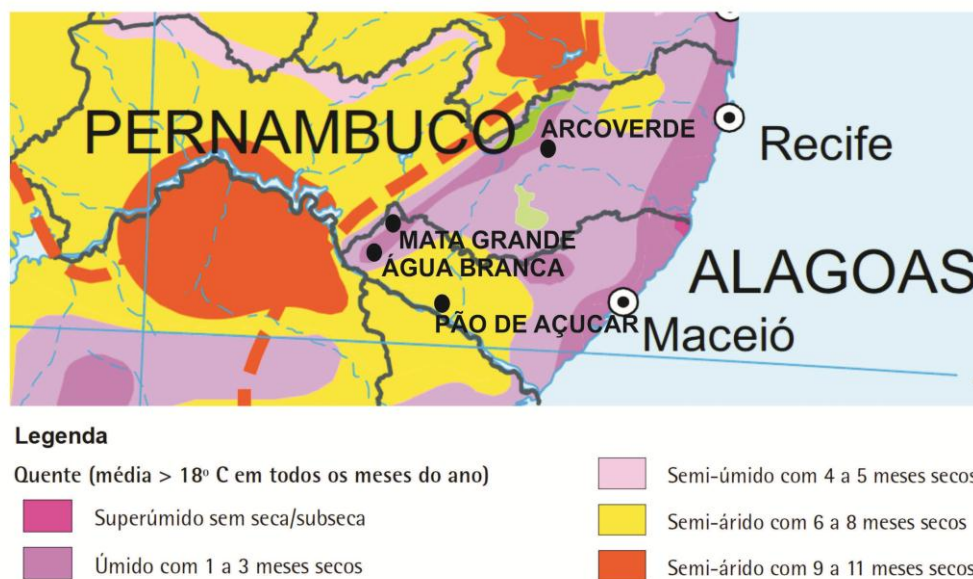 PERNAMBUCO
ARCOVERDE
Recife
MATA GRANDE
ÁGUA BRANCA
ALAGOAS
PÃO DE AÇUCAR
Maceió
Legenda
Quente (média > 18º C em todos os meses do ano)
Superúmido sem seca/subseca
Úmido com 1 a 3 meses secos
Semi-úmido com 4 a 5 meses secos
Semi-árido com 6 a 8 meses secos
Semi-árido com 9 a 11 meses secos